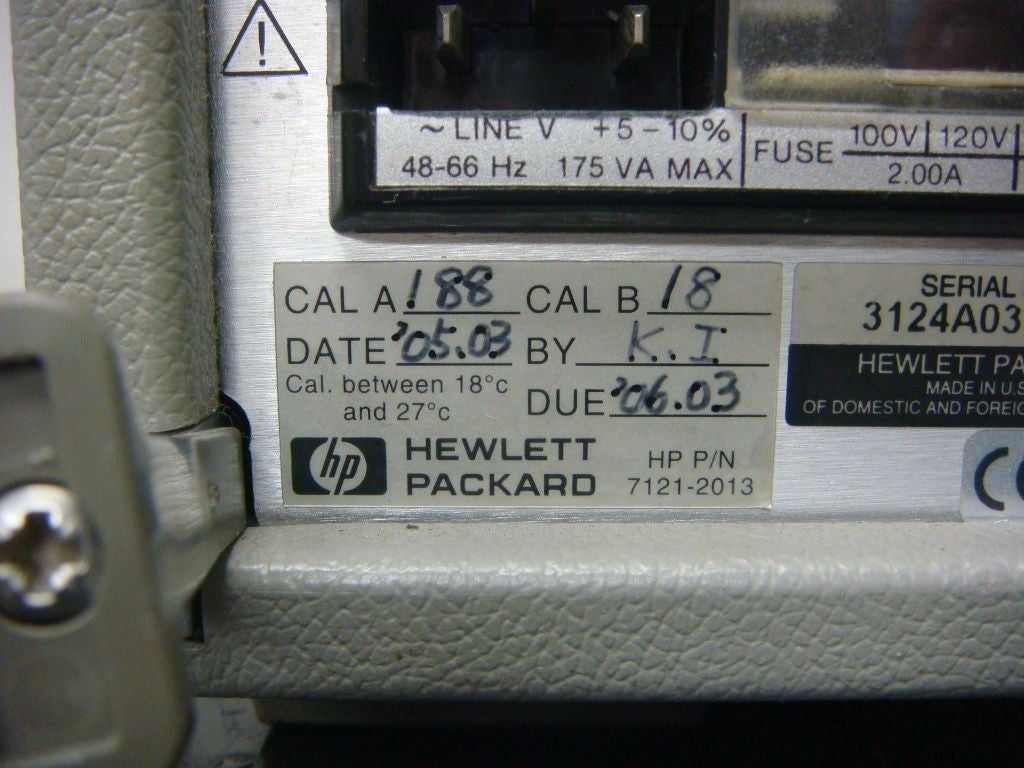 ~ LINE V +5-10%
48-66 Hz 175 VA MAX
FUSE 100V 120V
2.00A
CAL A 188 CAL B 18
DATE '05.03 BY K.I
Cal. between 18°c
and 27°c
DUE '06.03
hp HEWLETT
PACKARD
HP P/N
7121-2013
SERIAL
3124A03
HEWLETT PA
MADE IN U.S
OF DOMESTIC AND FOREIG
CE